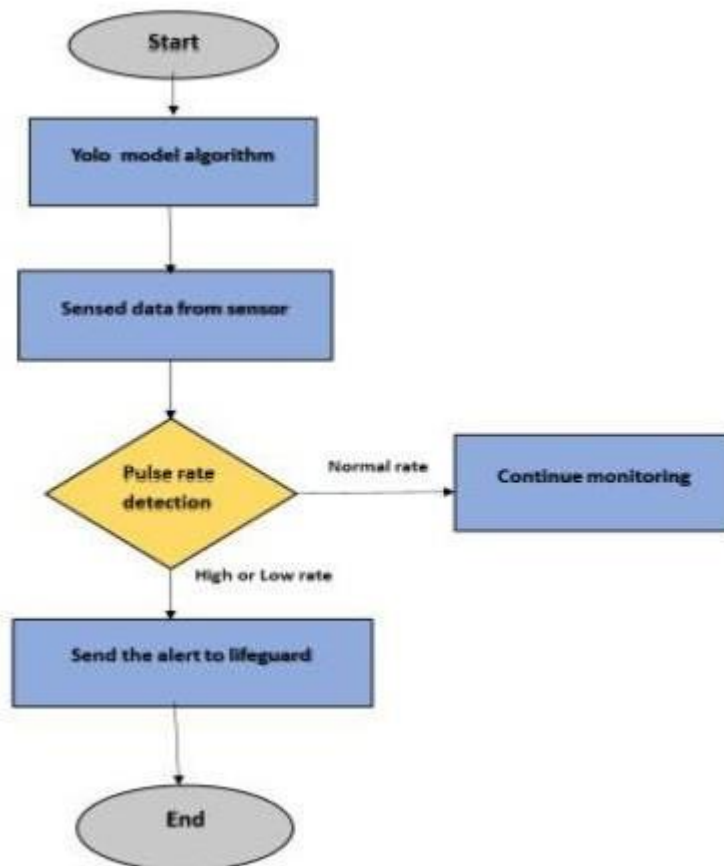 Start
Yolo model algorithm
Sensed data from sensor
Pulse rate
detection
Normal rate
Continue monitoring
High or Low rate
Send the alert to lifeguard
End